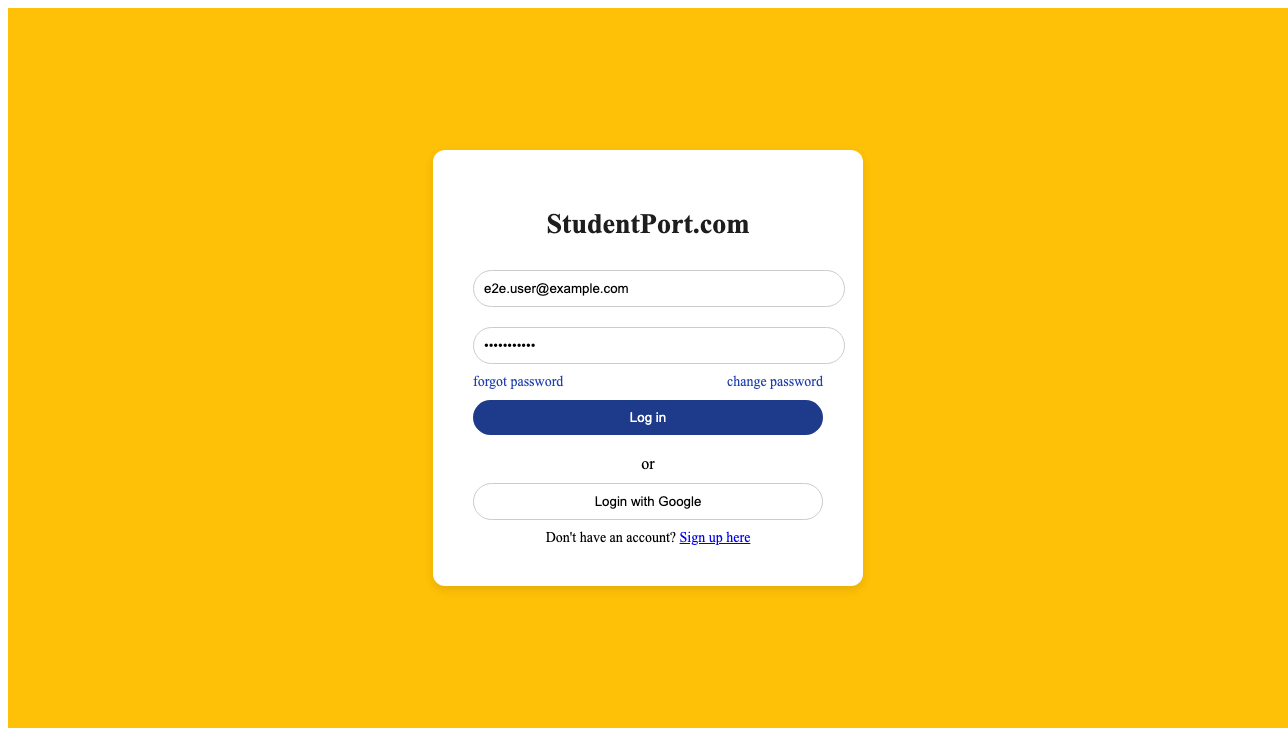 StudentPort.com
e2e.user@example.com
•••••••••••
forgot password change password
Log in
or
Login with Google
Don't have an account? Sign up here